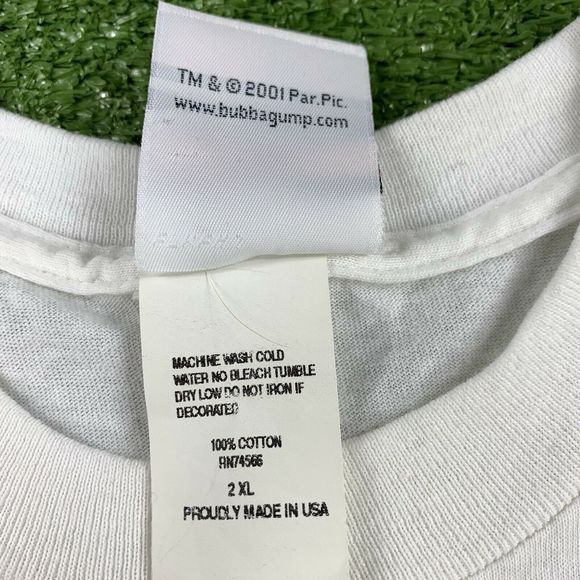 TM & © 2001 Par.Pic.
www.bubbagump.com
MACHINE WASH COLD
WATER NO BLEACH TUMBLE
DRY LOW DO NOT IRON IF
DECORATED
100% COTTON
RN74566
2 XL
PROUDLY MADE IN USA